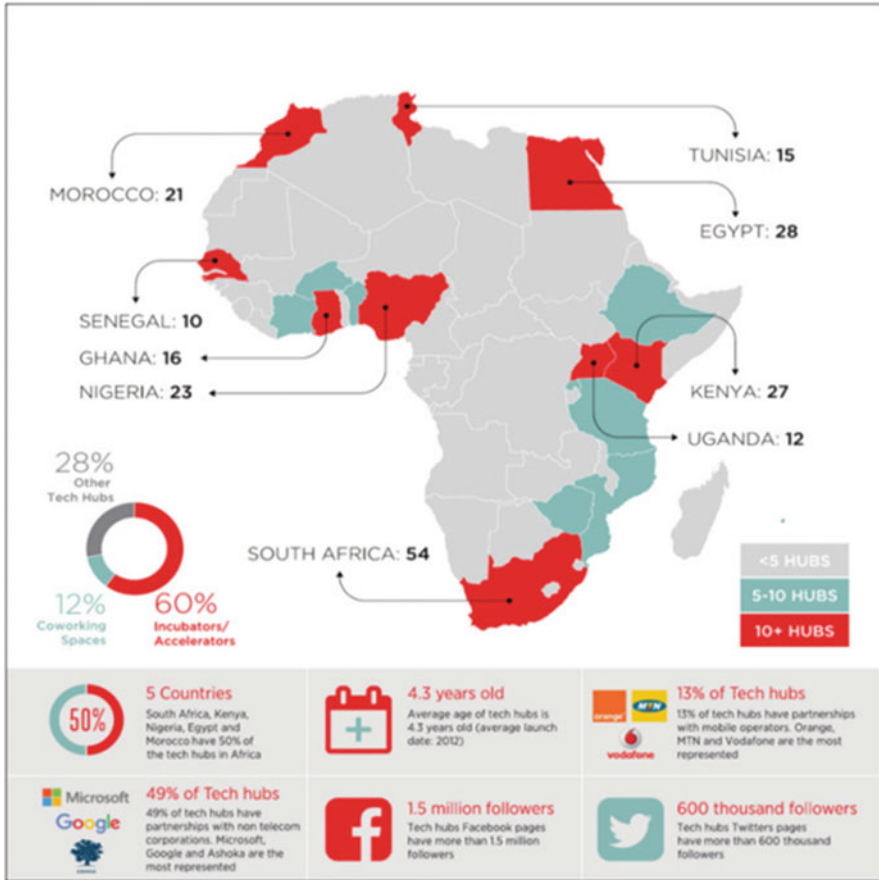 TUNISIA: 15
MOROCCO: 21
EGYPT: 28
SENEGAL: 10
GHANA: 16
NIGERIA: 23
KENYA: 27
UGANDA: 12
28%
Other
Tech Hubs
SOUTH AFRICA: 54
12%
Coworking
Spaces
60%
Incubators/
Accelerators
<5 HUBS
5-10 HUBS
10+ HUBS
50%
5 Countries
South Africa, Kenya,
Nigeria, Egypt and
Morocco have 50% of
the tech hubs in Africa
4.3 years old
Average age of tech hubs is
4.3 years old (average launch
date: 2012)
orange
MTN
vodafone
13% of Tech hubs
13% of tech hubs have partnerships
with mobile operators. Orange,
MTN and Vodafone are the most
represented
Microsoft
Google
49% of Tech hubs
49% of tech hubs have
partnerships with non telecom
corporations. Microsoft,
Google and Ashoka are the
most represented
1.5 million followers
Tech hubs Facebook pages
have more than 1.5 million
followers
600 thousand followers
Tech hubs Twitters pages
have more than 600 thousand
followers